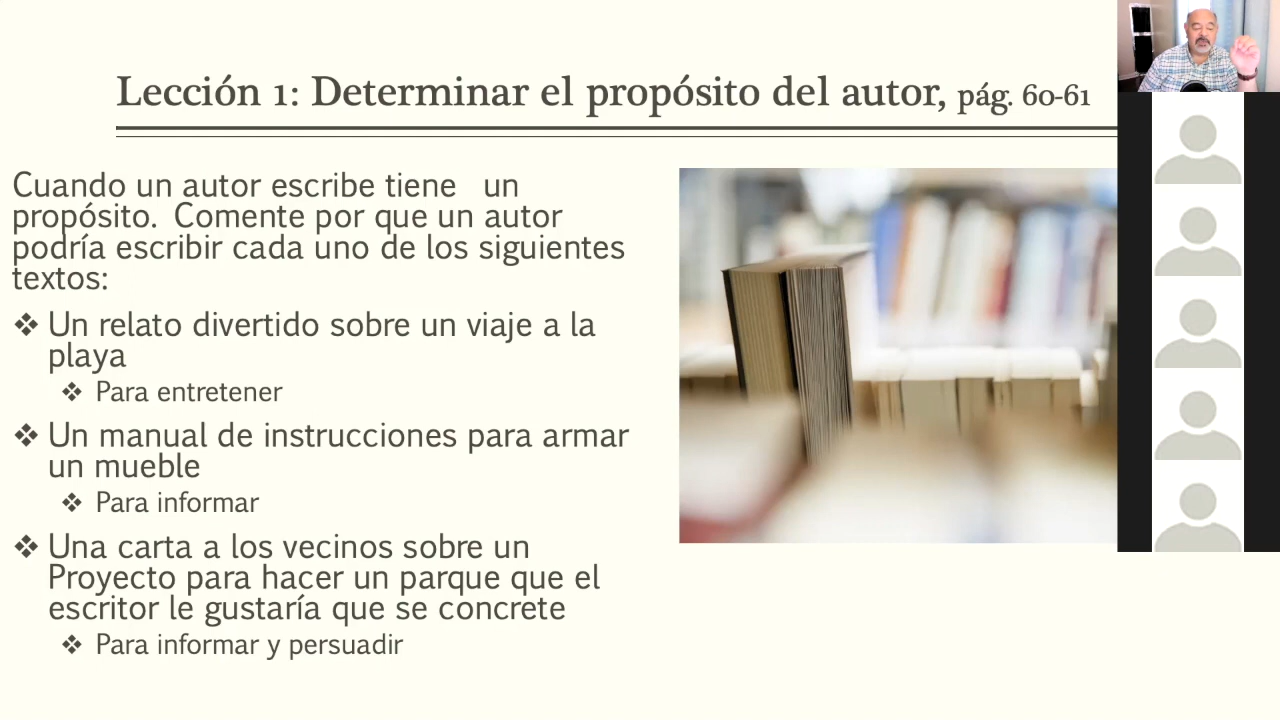 Lección 1: Determinar el propósito del autor, pág. 60-61
Cuando un autor escribe tiene un
propósito. Comente por que un autor
podría escribir cada uno de los siguientes
textos:
❖ Un relato divertido sobre un viaje a la
playa
❖ Para entretener
❖ Un manual de instrucciones para armar
un mueble
❖ Para informar
❖ Una carta a los vecinos sobre un
Proyecto para hacer un parque que el
escritor le gustaría que se concrete
❖ Para informar y persuadir